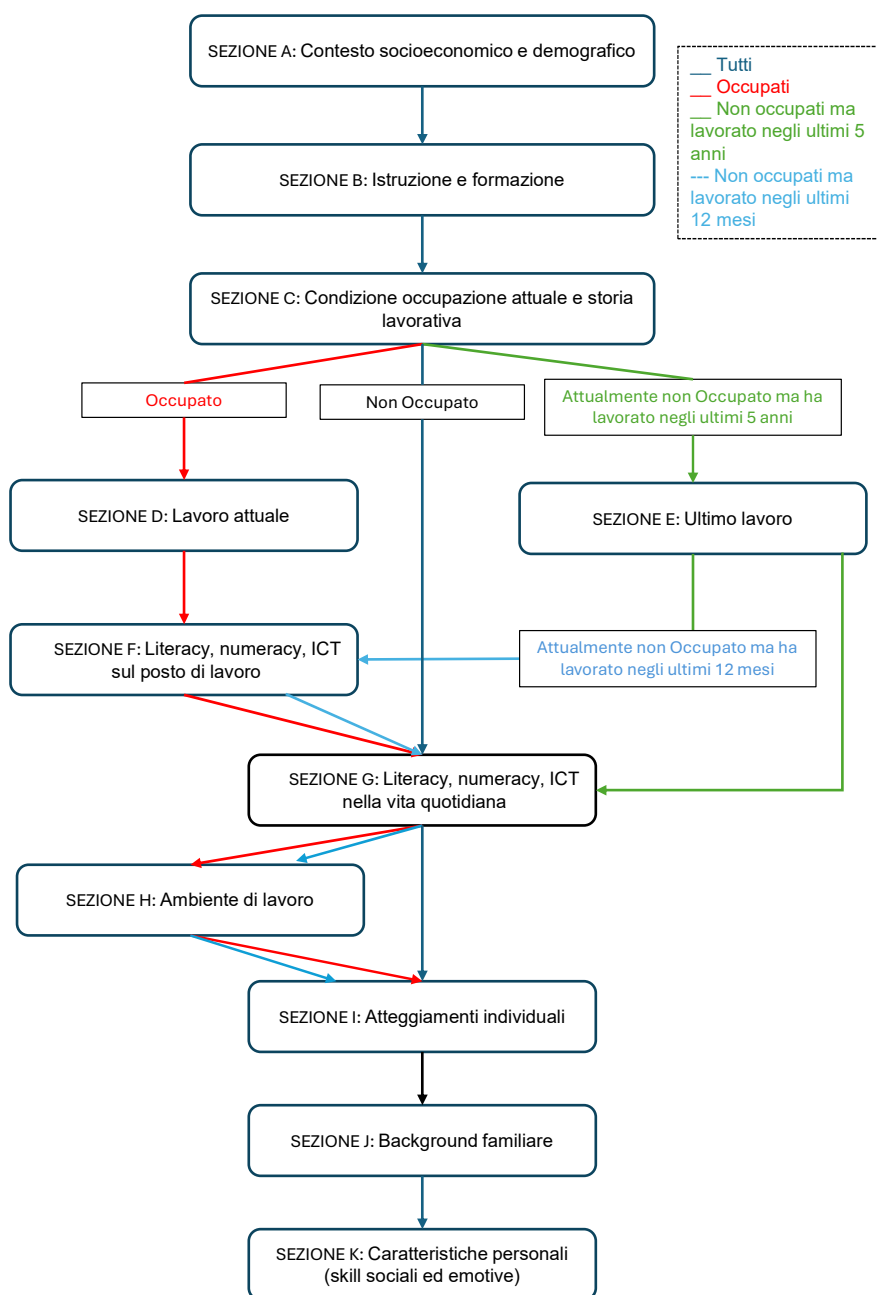 SEZIONE A: Contesto socioeconomico e demografico
__ Tutti
__ Occupati
__ Non occupati ma
lavorato negli ultimi 5
anni
--- Non occupati ma
lavorato negli ultimi
12 mesi
SEZIONE B: Istruzione e formazione
SEZIONE C: Condizione occupazione attuale e storia
lavorativa
Occupato
Non Occupato
Attualmente non Occupato ma ha
lavorato negli ultimi 5 anni
SEZIONE D: Lavoro attuale
SEZIONE E: Ultimo lavoro
SEZIONE F: Literacy, numeracy, ICT
sul posto di lavoro
Attualmente non Occupato ma ha
lavorato negli ultimi 12 mesi
SEZIONE G: Literacy, numeracy, ICT
nella vita quotidiana
SEZIONE H: Ambiente di lavoro
SEZIONE I: Atteggiamenti individuali
SEZIONE J: Background familiare
SEZIONE K: Caratteristiche personali
(skill sociali ed emotive)